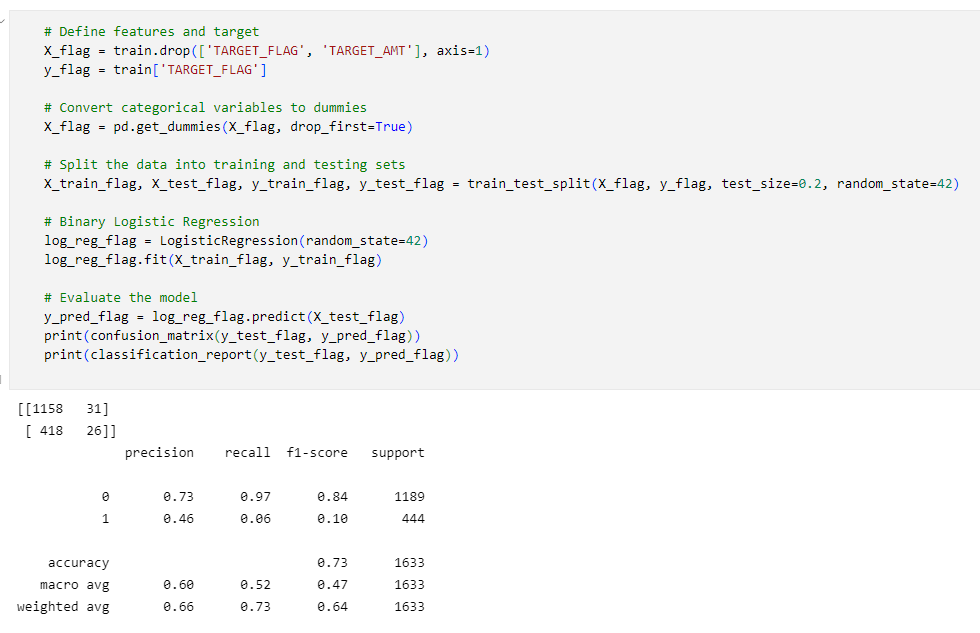 # Define features and target
X_flag = train.drop(['TARGET_FLAG', 'TARGET_AMT'], axis=1)
y_flag = train['TARGET_FLAG']
# Convert categorical variables to dummies
X_flag = pd.get_dummies(X_flag, drop_first=True)
# Split the data into training and testing sets
X_train_flag, X_test_flag, y_train_flag, y_test_flag = train_test_split(X_flag, y_flag, test_size=0.2, random_state=42)
# Binary Logistic Regression
log_reg_flag = LogisticRegression(random_state=42)
log_reg_flag.fit(X_train_flag, y_train_flag)
# Evaluate the model
y_pred_flag = log_reg_flag.predict(X_test_flag)
print(confusion_matrix(y_test_flag, y_pred_flag))
print(classification_report(y_test_flag, y_pred_flag))
[[1158 31]
[ 418 26]]
precision recall f1-score support
0 0.73 0.97 0.84 1189
1 0.46 0.06 0.10 444
accuracy 0.73 1633
macro avg 0.60 0.52 0.47 1633
weighted avg 0.66 0.73 0.64 1633